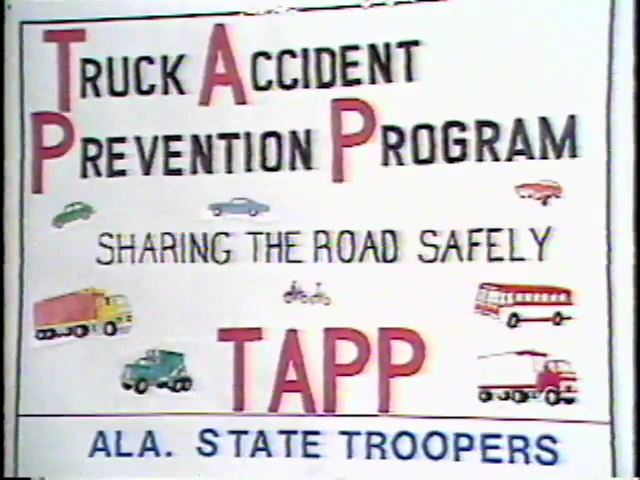 TRUCK ACCIDENT
PREVENTION PROGRAM
SHARING THE ROAD SAFELY
TAPP
ALA. STATE TROOPERS